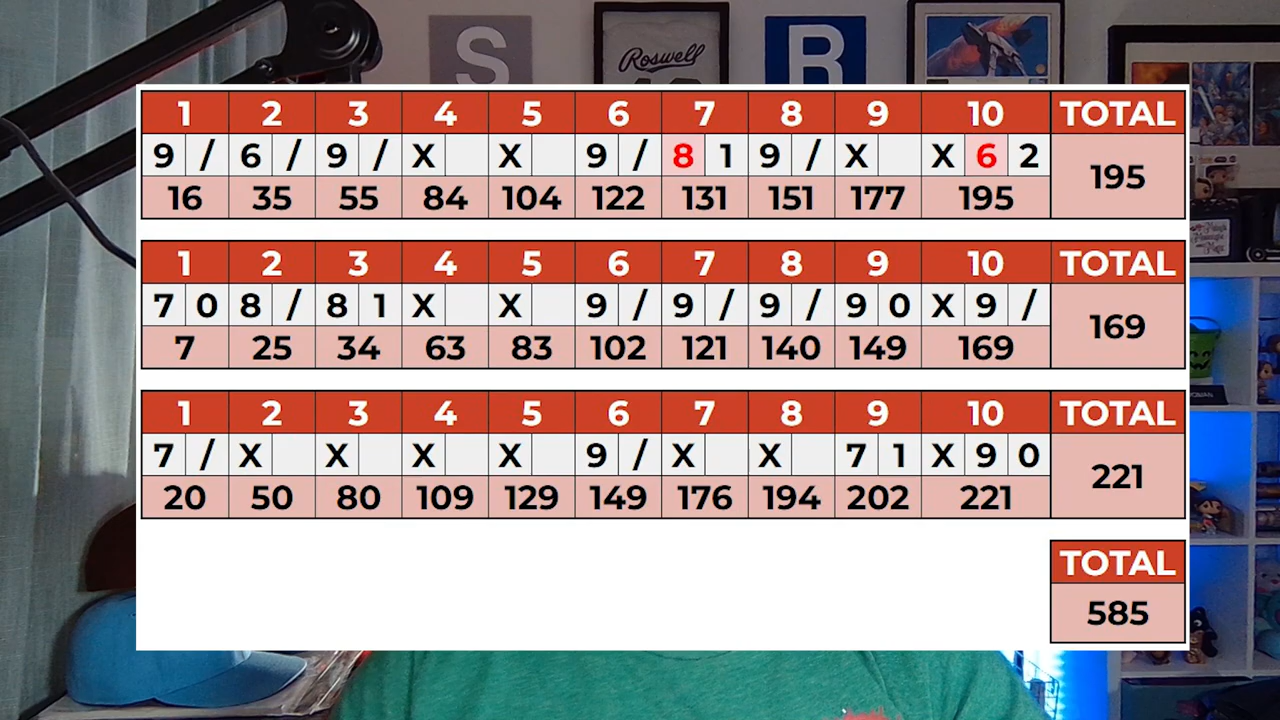 S
Roswell
R
1 2 3 4 5 6 7 8 9 10 TOTAL
9 / 6 / 9 / X X 9 / 8 1 9 / X X 6 2 195
16 35 55 84 104 122 131 151 177 195
1 2 3 4 5 6 7 8 9 10 TOTAL
7 0 8 / 8 1 X X 9 / 9 / 9 / 9 0 X 9 / 169
7 25 34 63 83 102 121 140 149 169
1 2 3 4 5 6 7 8 9 10 TOTAL
7 / X X X X 9 / X X 7 1 X 9 0 221
20 50 80 109 129 149 176 194 202 221
TOTAL
585